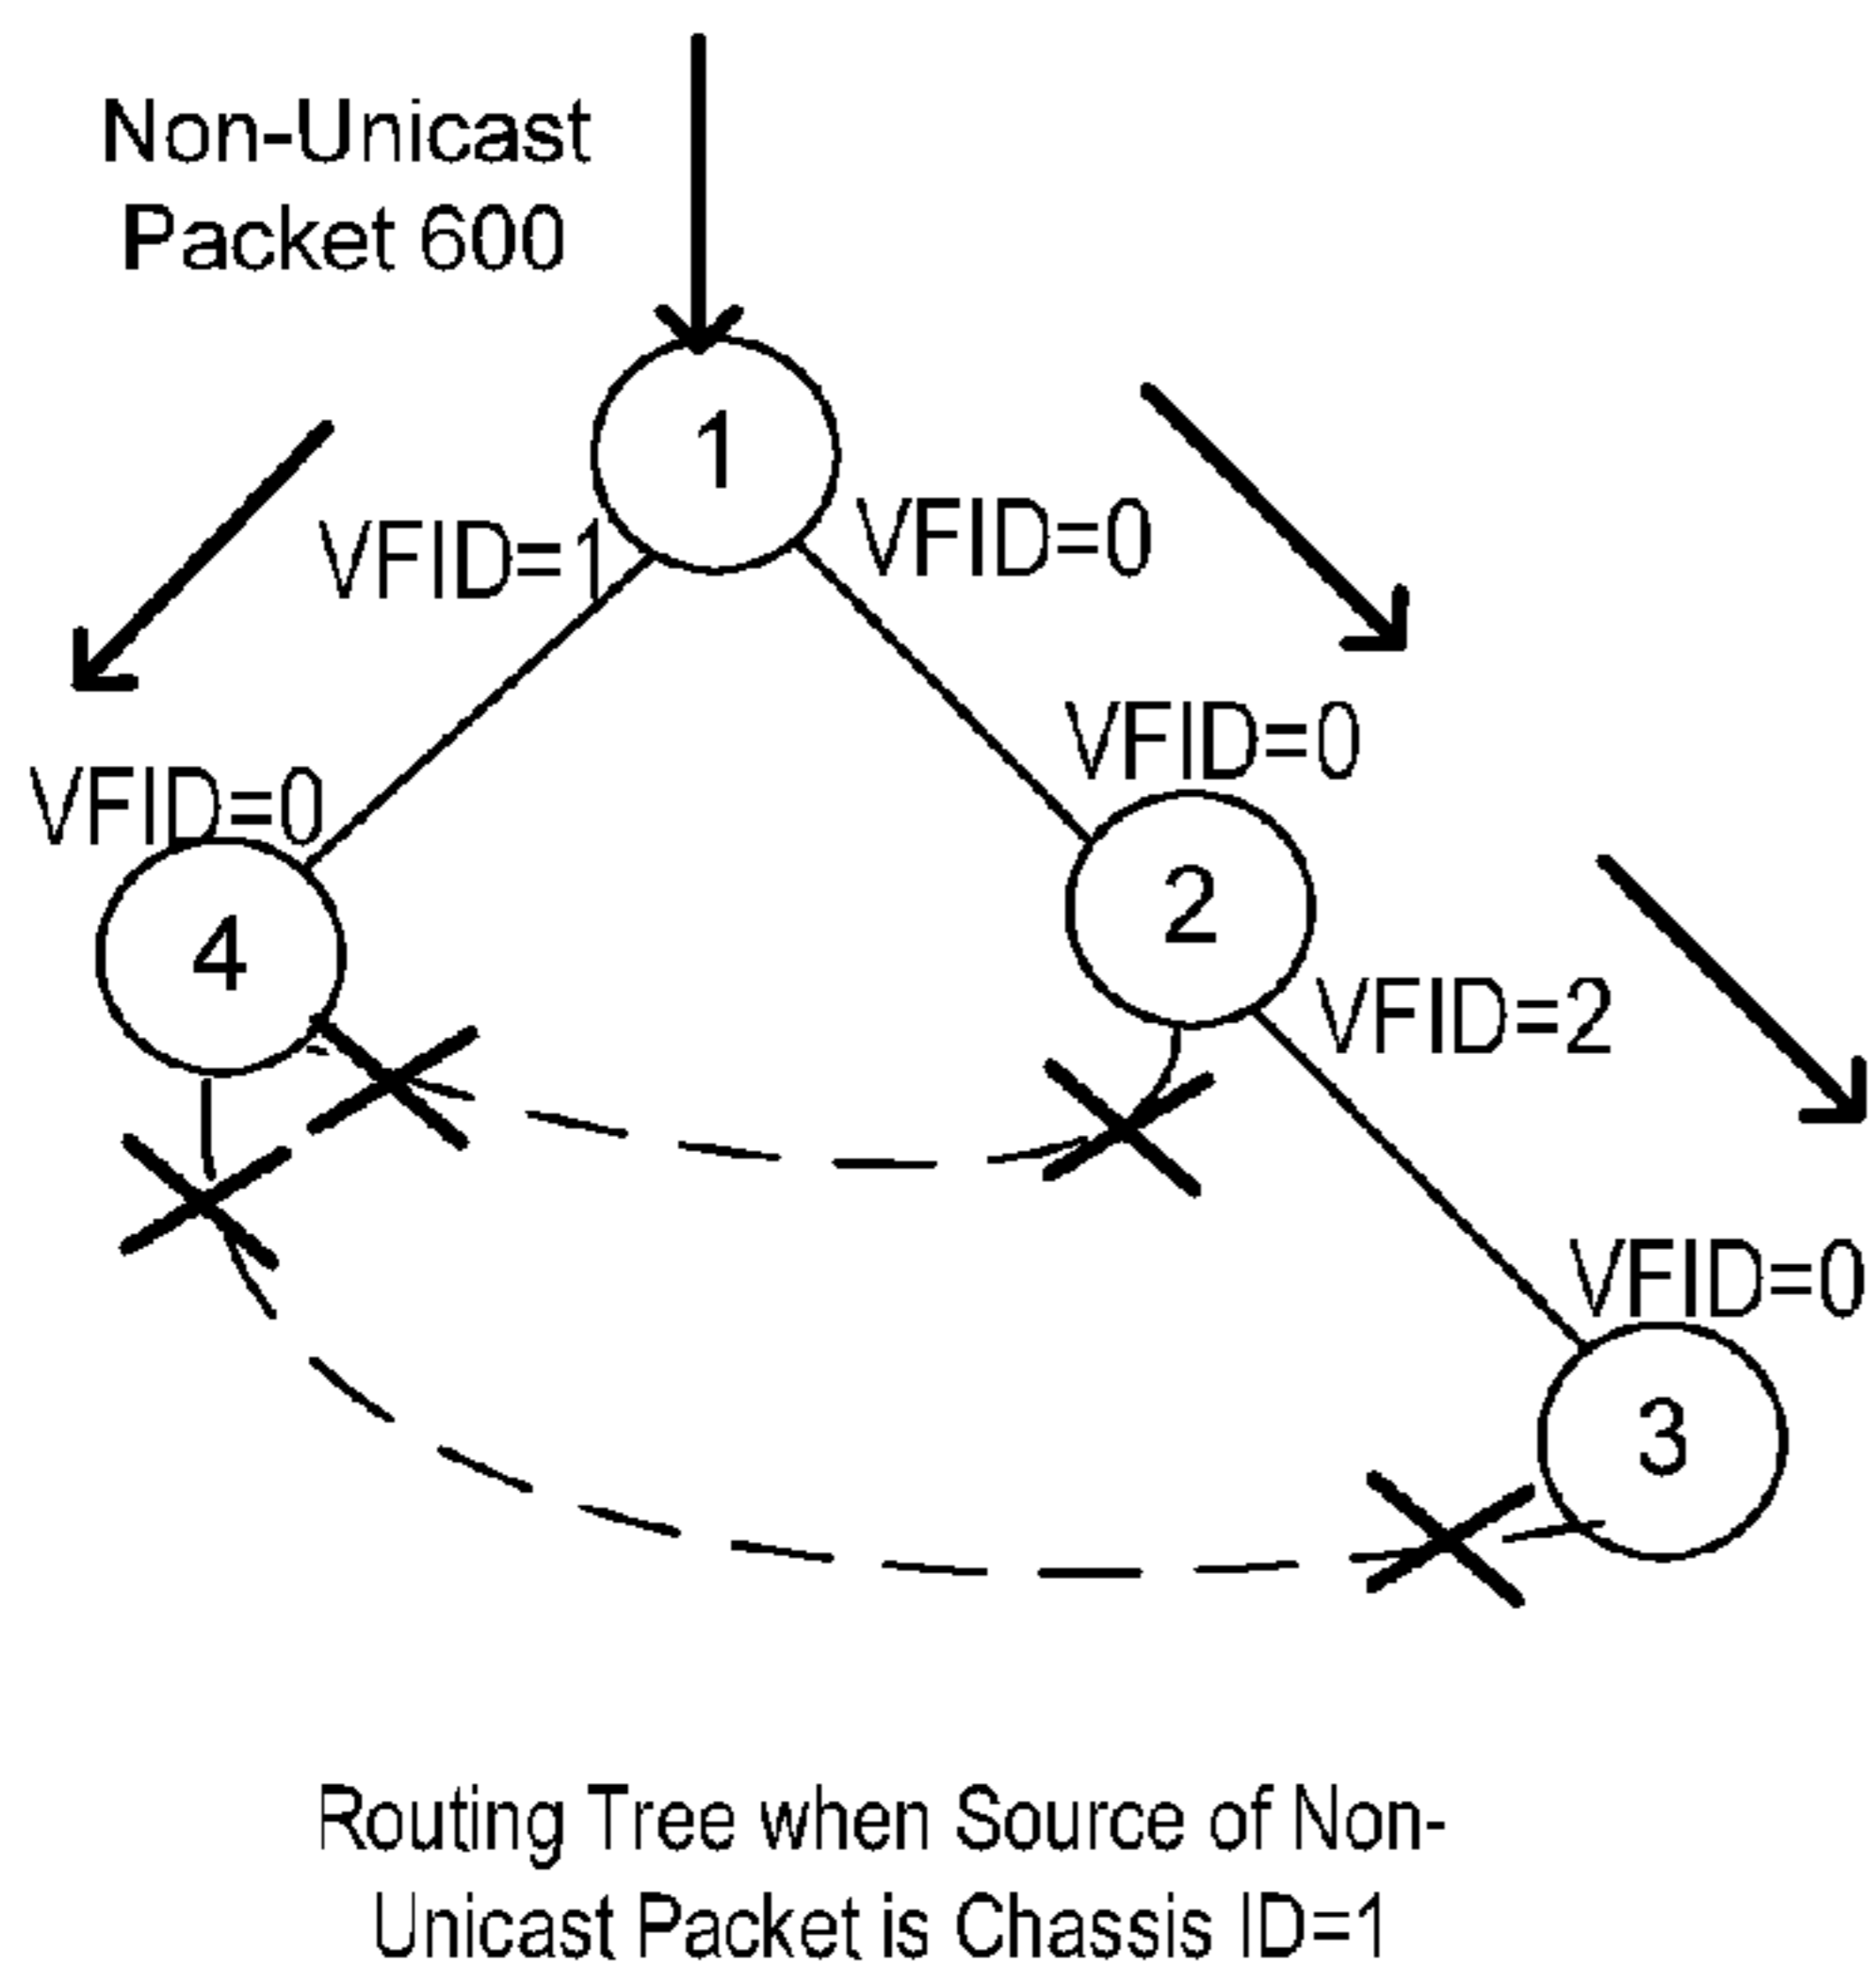 Non-Unicast
Packet 600
1
VFID=1
VFID=0
VFID=0
VFID=0
4
2
VFID=2
VFID=0
3
Routing Tree when Source of Non-
Unicast Packet is Chassis ID=1